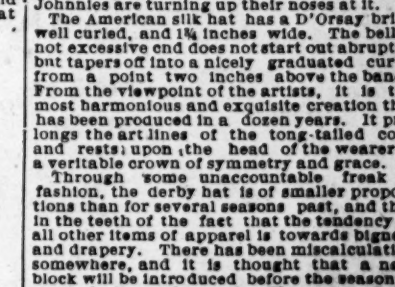 at
Johnnies are turning up their noses at it.
The American silk hat has a D'Orsay bri
well curled, and 1¾ inches wide. The bell
not excessive end does not start out abrupt
bnt tapers off into a nicely graduated cur
from a point two inches above the ban
From the viewpoint of the artists, it is t
most harmonious and exquisite creation th
has been produced in a dozen years. It p
longs the art lines of the tong-tailed co
and rests upon the head of the wearer
a veritable crown of symmetry and grace.
Through some unaccountable freak
fashion, the derby hat is of smaller propo
tions than for several seasons past, and th
in the teeth of the fact that the tendency
all other items of apparel is towards bigne
and drapery. There has been miscalculati
somewhere, and it is thought that a ne
block will be introduced before the season